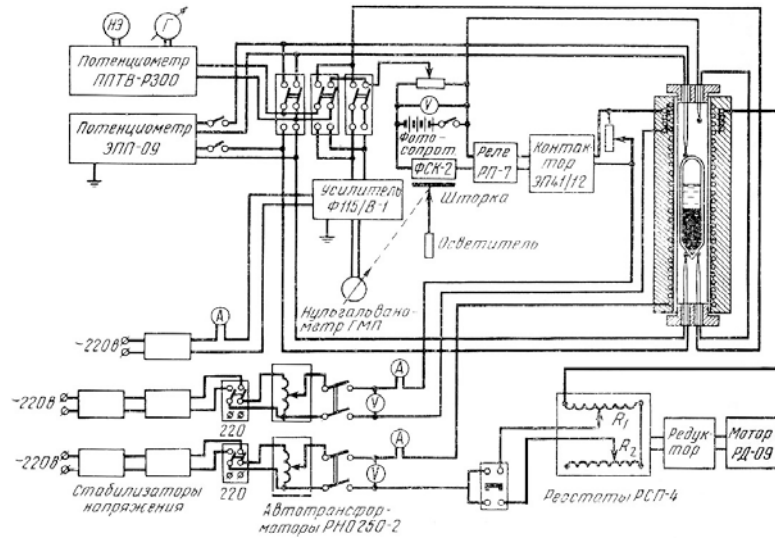 НЭ
Г
Потенциометр
ППТВ-Р300
Потенциометр
ЭПП-09
V
Фото-
сопрот.
ФСК-2
Реле
РП-7
Контак-
тор
ЭП41/12
Усилитель
Ф115/В-1
Шторка
Осветитель
Нульгальвано-
метр ГМП
А
~220в
~220в
220
А
V
~220в
220
А
V
Стабилизаторы
напряжения
Автотрансфор-
маторы РНО250-2
R1
R2
Реостаты РСП-4
Редук-
тор
Мотор
РД-09